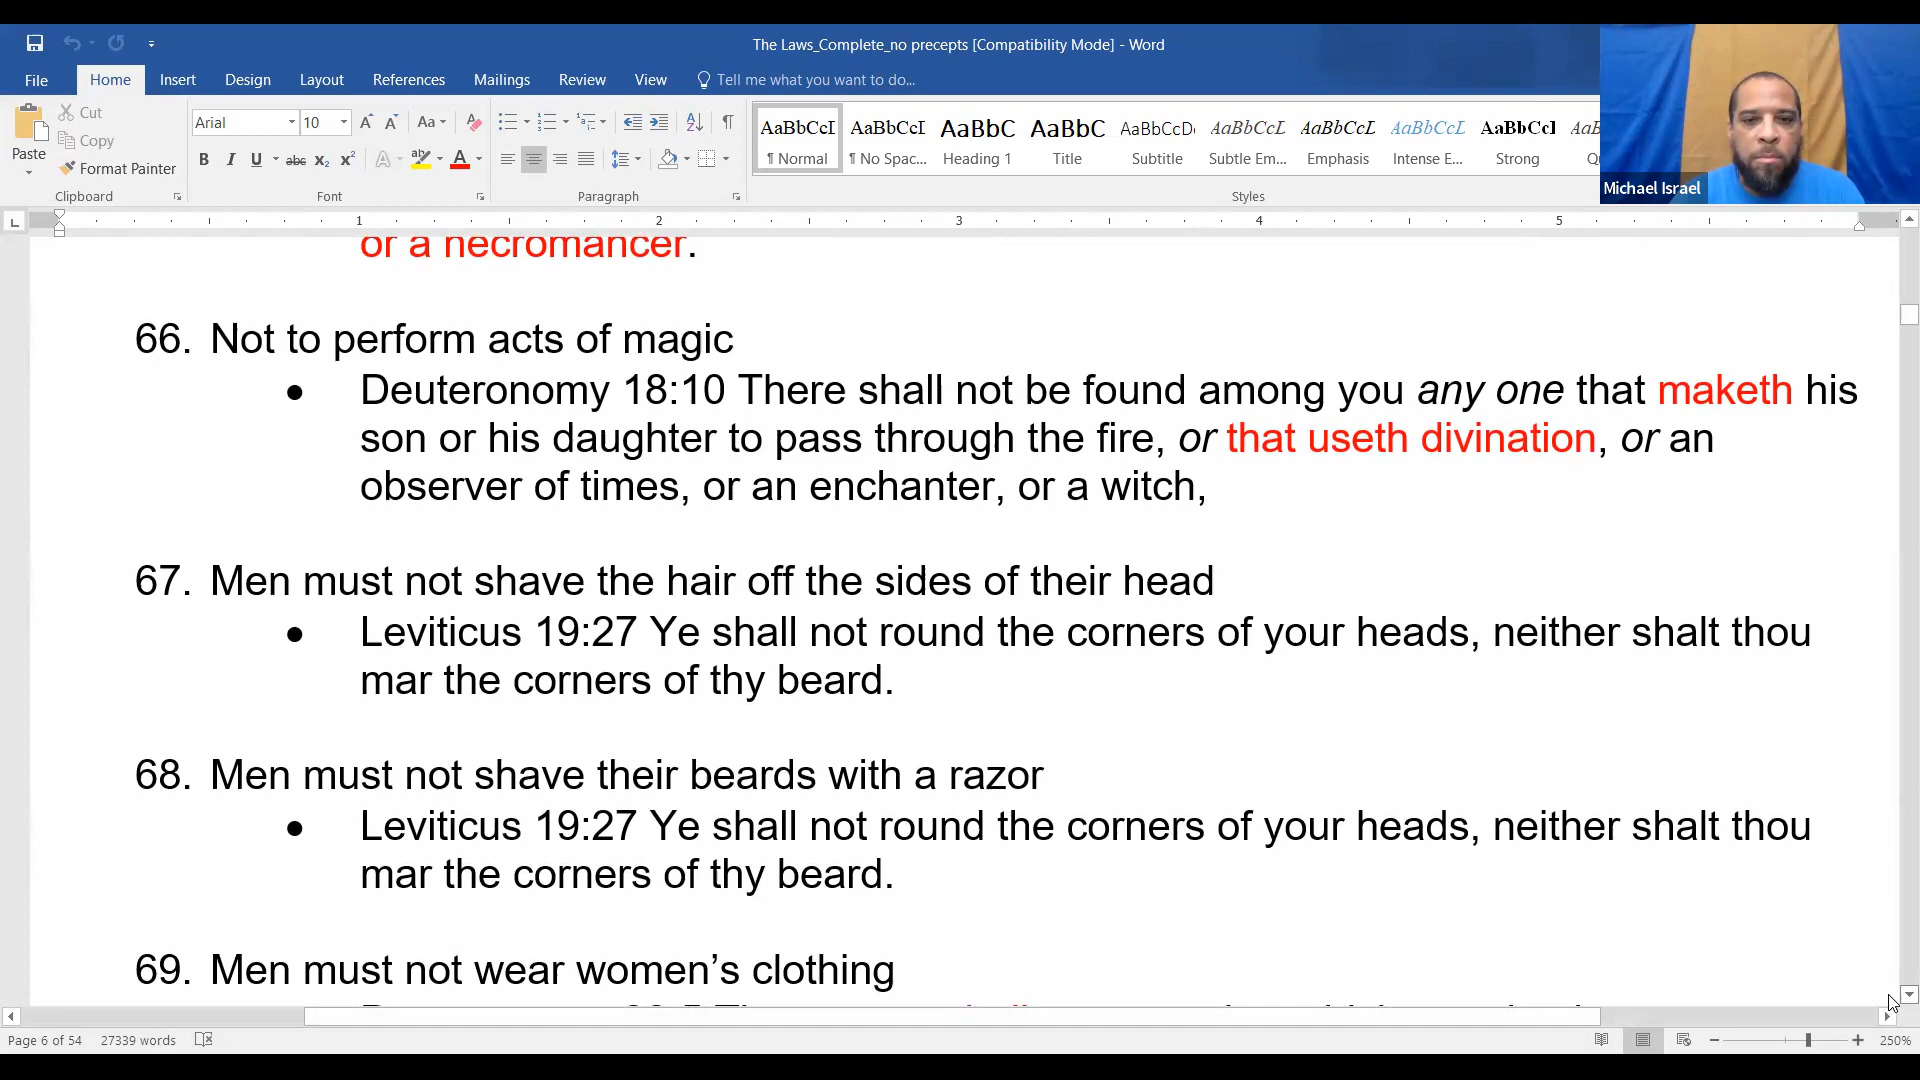 The Laws_Complete_no precepts [Compatibility Mode] - Word
File Home Insert Design Layout References Mailings Review View Tell me what you want to do...
Paste
Cut
Copy
Format Painter
Clipboard
Arial 10
Font
Paragraph
AaBbCcI AaBbCcI AaBbC AaBbC AaBbCcD AaBbCcL AaBbCcL AaBbCcL AaBbCcI
¶ Normal ¶ No Spac... Heading 1 Title Subtitle Subtle Em... Emphasis Intense E... Strong
Styles
Michael Israel
1 2 3 4 5
or a necromancer.
66. Not to perform acts of magic
• Deuteronomy 18:10 There shall not be found among you any one that maketh his
son or his daughter to pass through the fire, or that useth divination, or an
observer of times, or an enchanter, or a witch,
67. Men must not shave the hair off the sides of their head
• Leviticus 19:27 Ye shall not round the corners of your heads, neither shalt thou
mar the corners of thy beard.
68. Men must not shave their beards with a razor
• Leviticus 19:27 Ye shall not round the corners of your heads, neither shalt thou
mar the corners of thy beard.
69. Men must not wear women’s clothing
Page 6 of 54 27339 words
250%